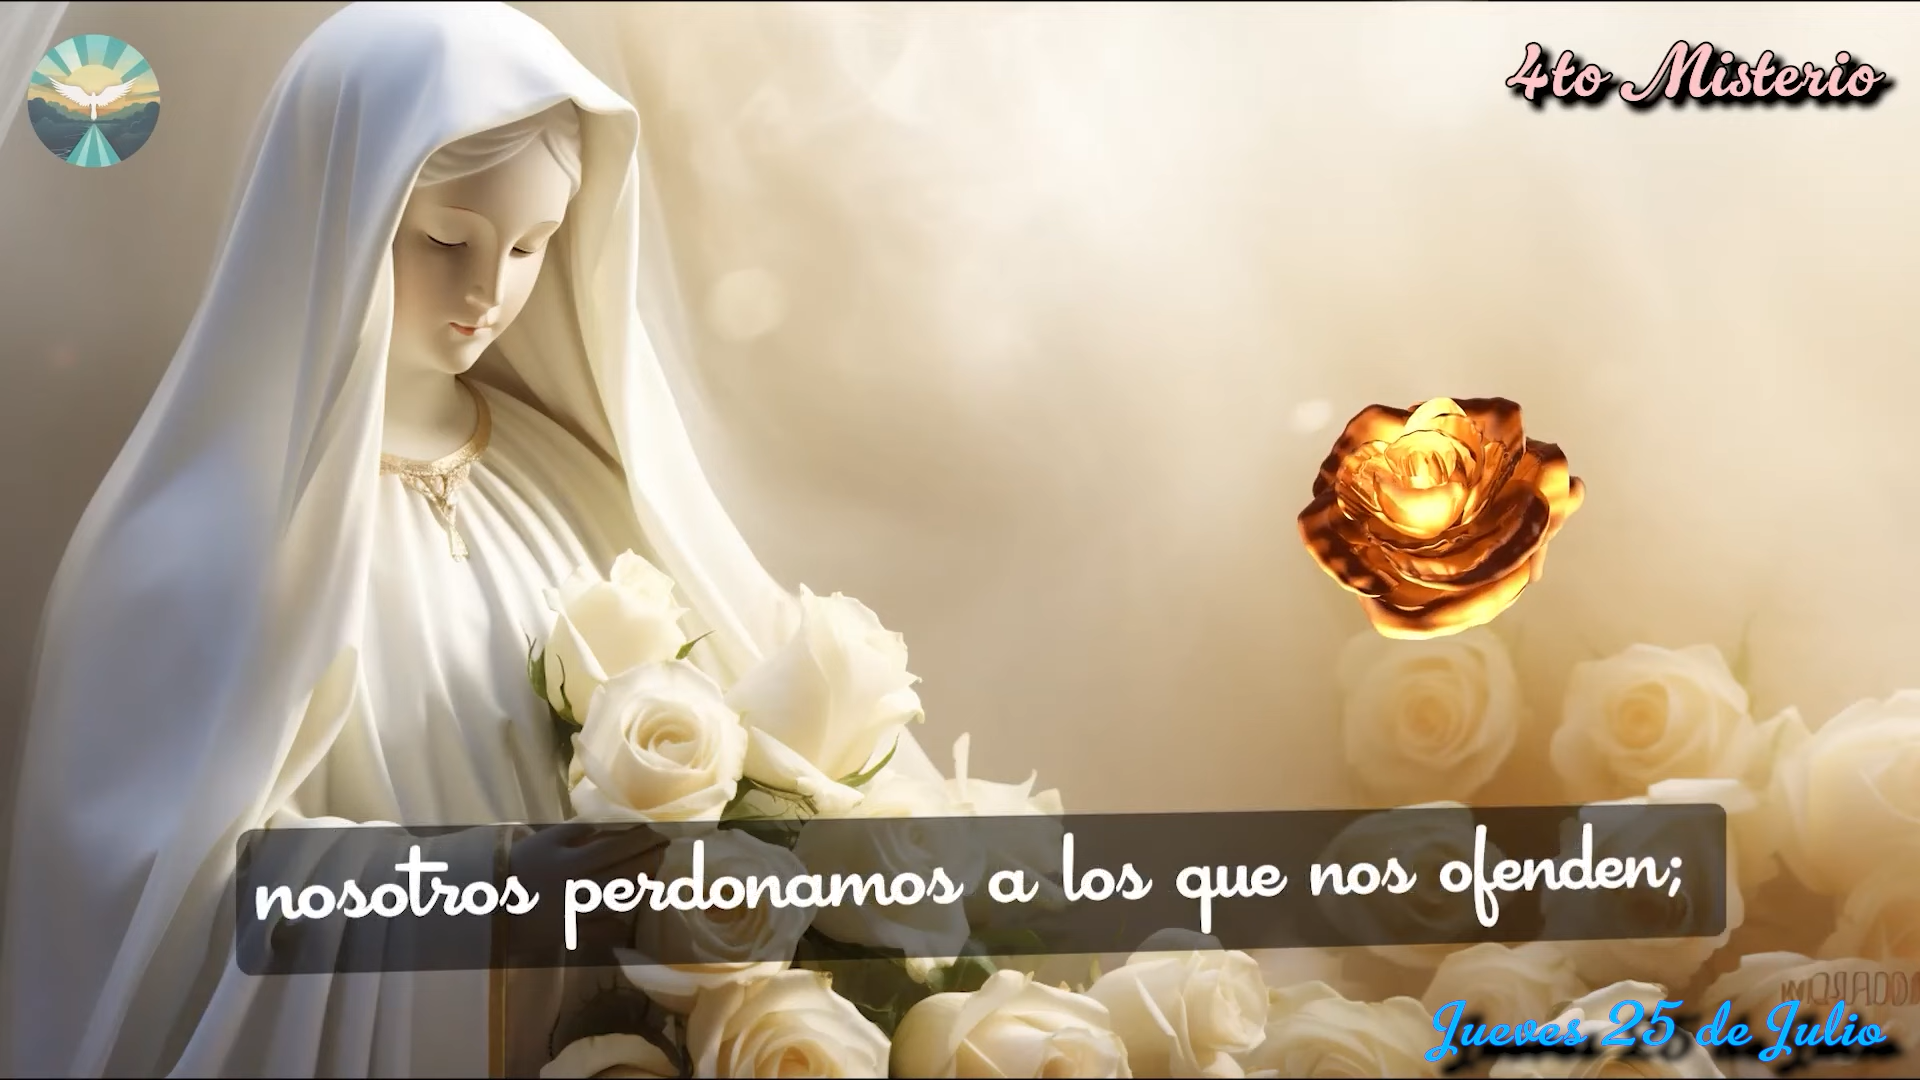 4to Misterio
nosotros perdonamos a los que nos ofenden;
Jueves 25 de Julio